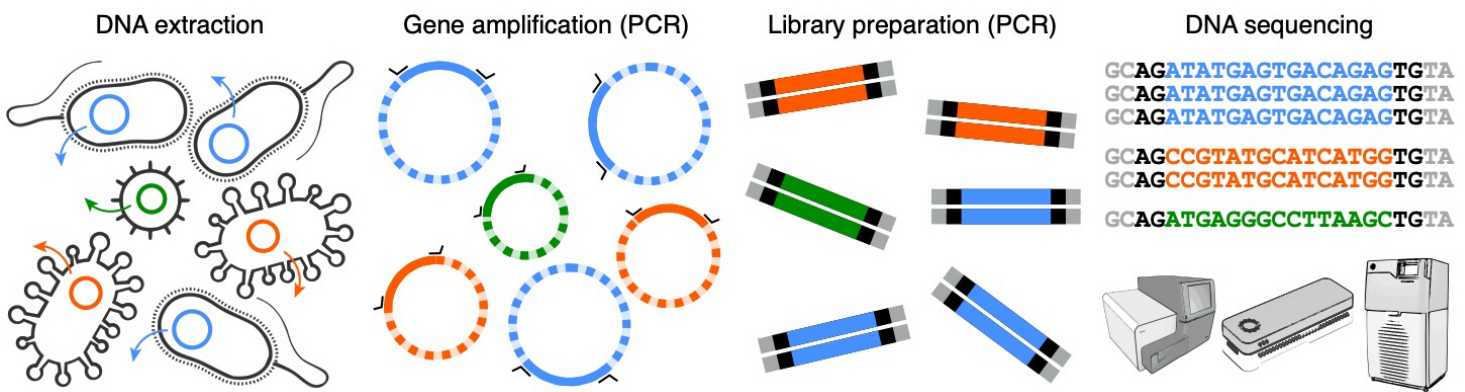 DNA extraction
Gene amplification (PCR)
Library preparation (PCR)
DNA sequencing
GCAGATATGAGTGACAGAGTGTA
GCAGATATGAGTGACAGAGTGTA
GCAGATATGAGTGACAGAGTGTA
GCAGCCGTATGCATCATGGTGTA
GCAGCCGTATGCATCATGGTGTA
GCAGATGAGGGCCTTAAGCTGTA